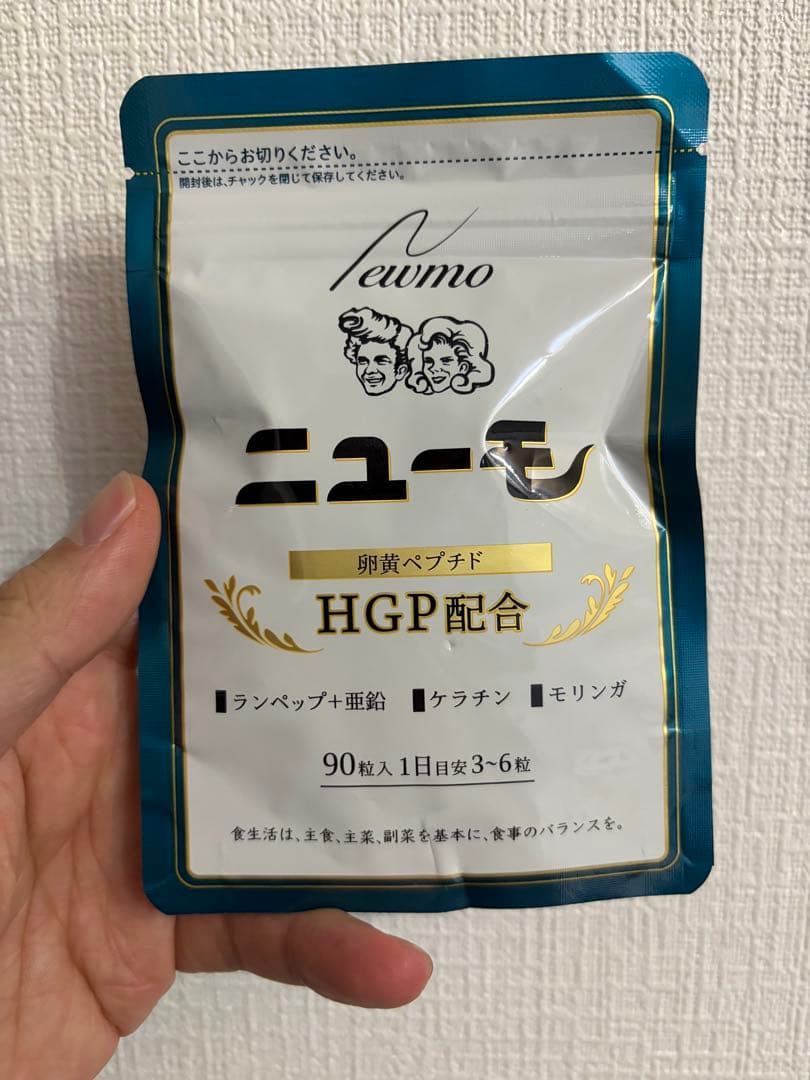 ここからお切りください。
開封後は、チャックを閉じて保存してください。
Newmo
ニューモ
卵黄ペプチド
HGP配合
ランペップ+亜鉛 ケラチン モリンガ
90粒入 1日目安 3~6粒
食生活は、主食、主菜、副菜を基本に、食事のバランスを。